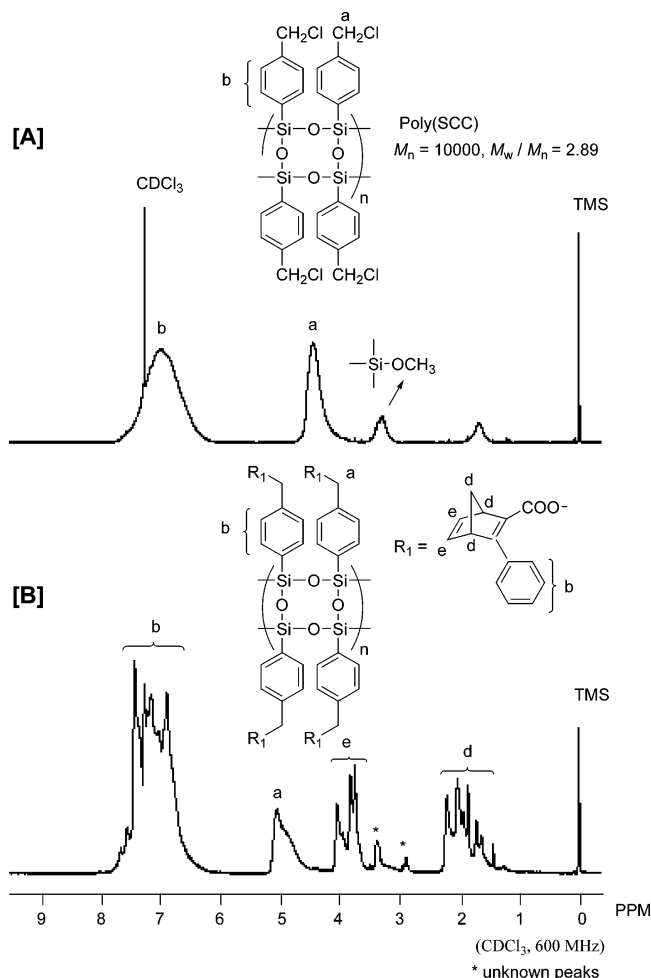 a
CH2Cl CH2Cl
b
[A]
Si O Si
O O
Si O Si
n
CH2Cl CH2Cl
Poly(SCC)
Mn = 10000, Mw / Mn = 2.89
CDCl3
TMS
b
a
Si OCH3
R1 R1 a
b
[B]
Si O Si
O O
Si O Si
n
R1 R1
R1 =
d
d
COO-
e
e
d
b
b
a
e
*
*
d
TMS
9 8 7 6 5 4 3 2 1 0 PPM
(CDCl3, 600 MHz)
* unknown peaks